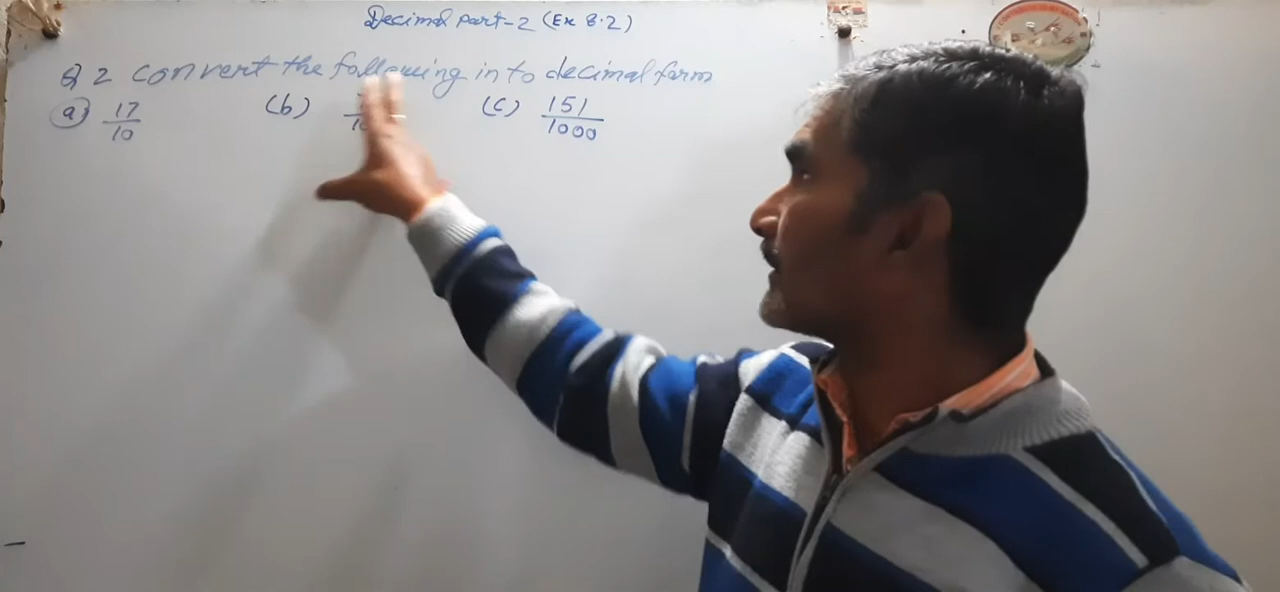 Decimal Part-2 (Ex 8.2)
Q 2 convert the following in to decimal form
(a) 17/10 (b) (c) 151/1000